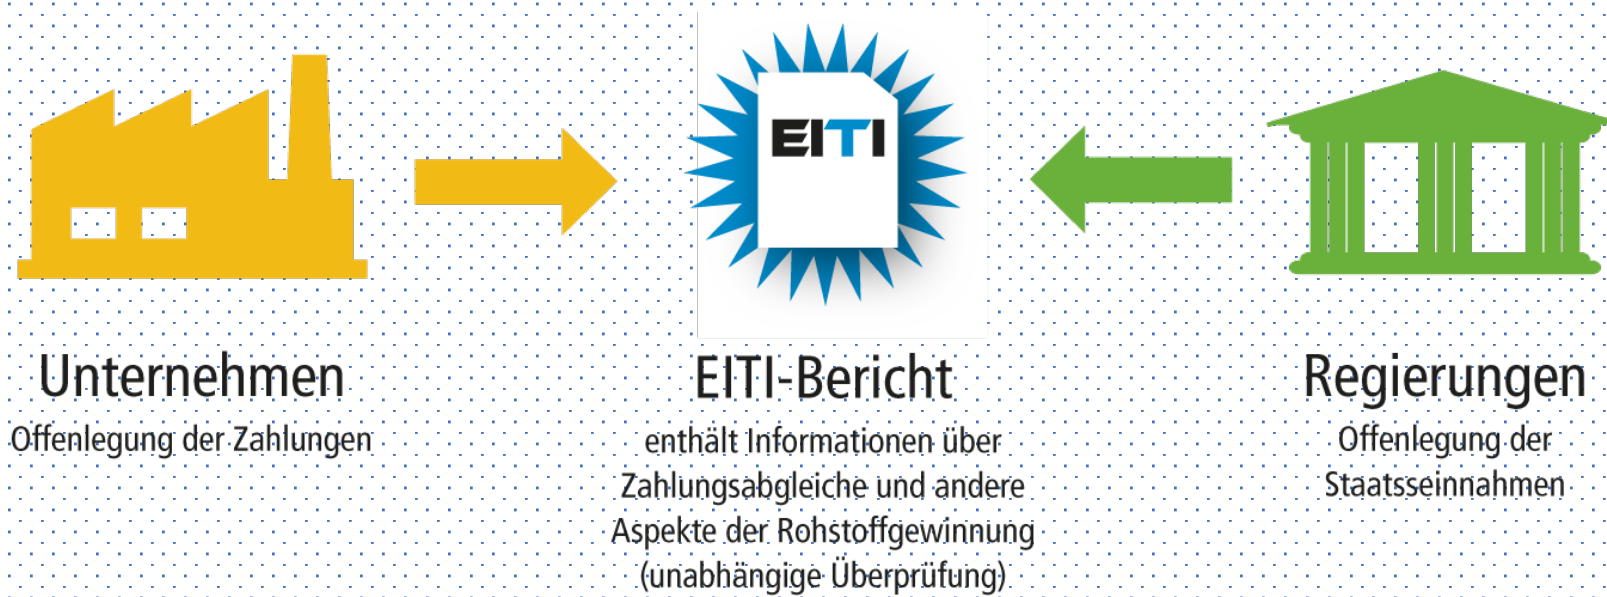 EITI
Unternehmen
Offenlegung der Zahlungen
EITI-Bericht
enthält Informationen über
Zahlungsabgleiche und andere
Aspekte der Rohstoffgewinnung
(unabhängige Überprüfung)
Regierungen
Offenlegung der
Staatsseinnahmen